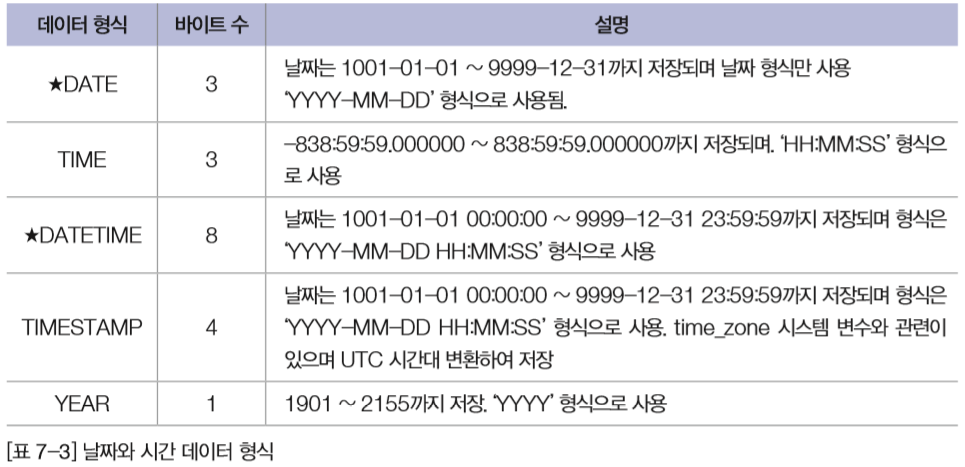 데이터 형식 바이트 수 설명
★DATE 3 날짜는 1001-01-01 ~ 9999-12-31까지 저장되며 날짜 형식만 사용
‘YYYY-MM-DD’ 형식으로 사용됨.
TIME 3 -838:59:59.000000 ~ 838:59:59.000000까지 저장되며. ‘HH:MM:SS’ 형식으
로 사용
★DATETIME 8 날짜는 1001-01-01 00:00:00 ~ 9999-12-31 23:59:59까지 저장되며 형식은
‘YYYY-MM-DD HH:MM:SS’ 형식으로 사용
TIMESTAMP 4 날짜는 1001-01-01 00:00:00 ~ 9999-12-31 23:59:59까지 저장되며 형식은
‘YYYY-MM-DD HH:MM:SS’ 형식으로 사용. time_zone 시스템 변수와 관련이
있으며 UTC 시간대 변환하여 저장
YEAR 1 1901 ~ 2155까지 저장. ‘YYYY’ 형식으로 사용
[표 7-3] 날짜와 시간 데이터 형식